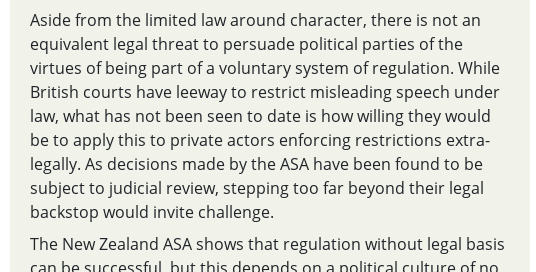 Aside from the limited law around character, there is not an
equivalent legal threat to persuade political parties of the
virtues of being part of a voluntary system of regulation. While
British courts have leeway to restrict misleading speech under
law, what has not been seen to date is how willing they would
be to apply this to private actors enforcing restrictions extra-
legally. As decisions made by the ASA have been found to be
subject to judicial review, stepping too far beyond their legal
backstop would invite challenge.
The New Zealand ASA shows that regulation without legal basis
can be successful, but this depends on a political culture of no